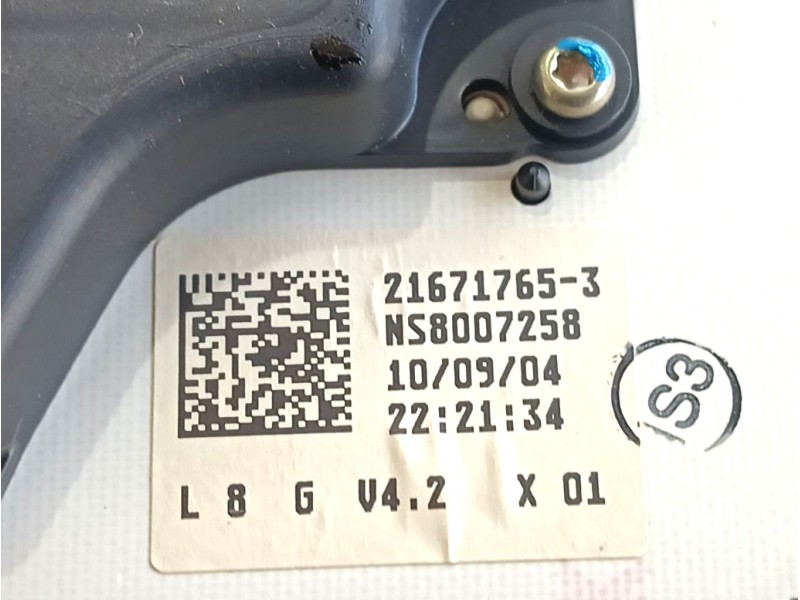 21671765-3
NS8007258
10/09/04
22:21:34
L 8 G V4.2 X 01
S3